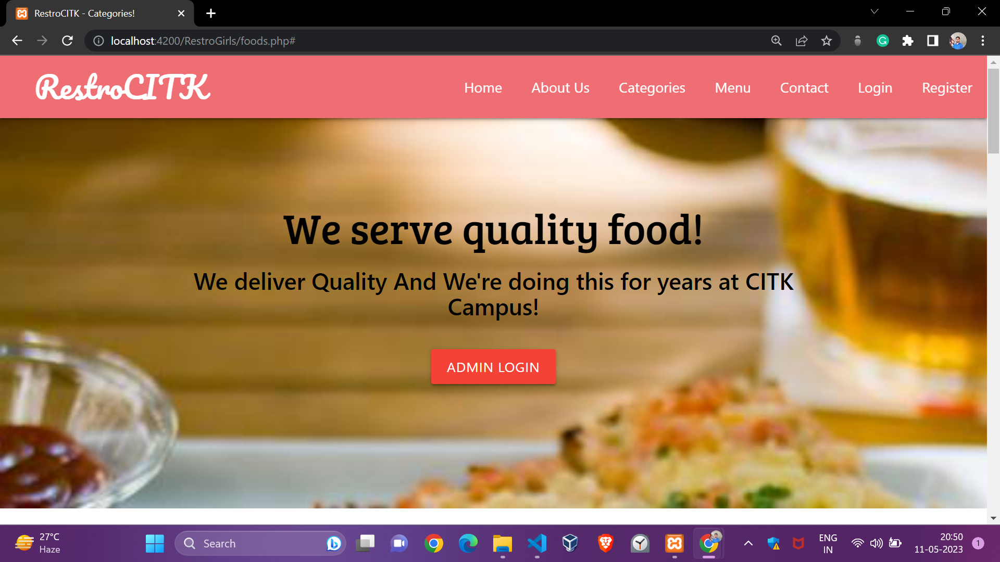 RestroCITK - Categories!
localhost:4200/RestroGirls/foods.php#
RestroCITK
Home About Us Categories Menu Contact Login Register
We serve quality food!
We deliver Quality And We're doing this for years at CITK
Campus!
ADMIN LOGIN
27°C
Haze
Search
ENG
IN
20:50
11-05-2023
1